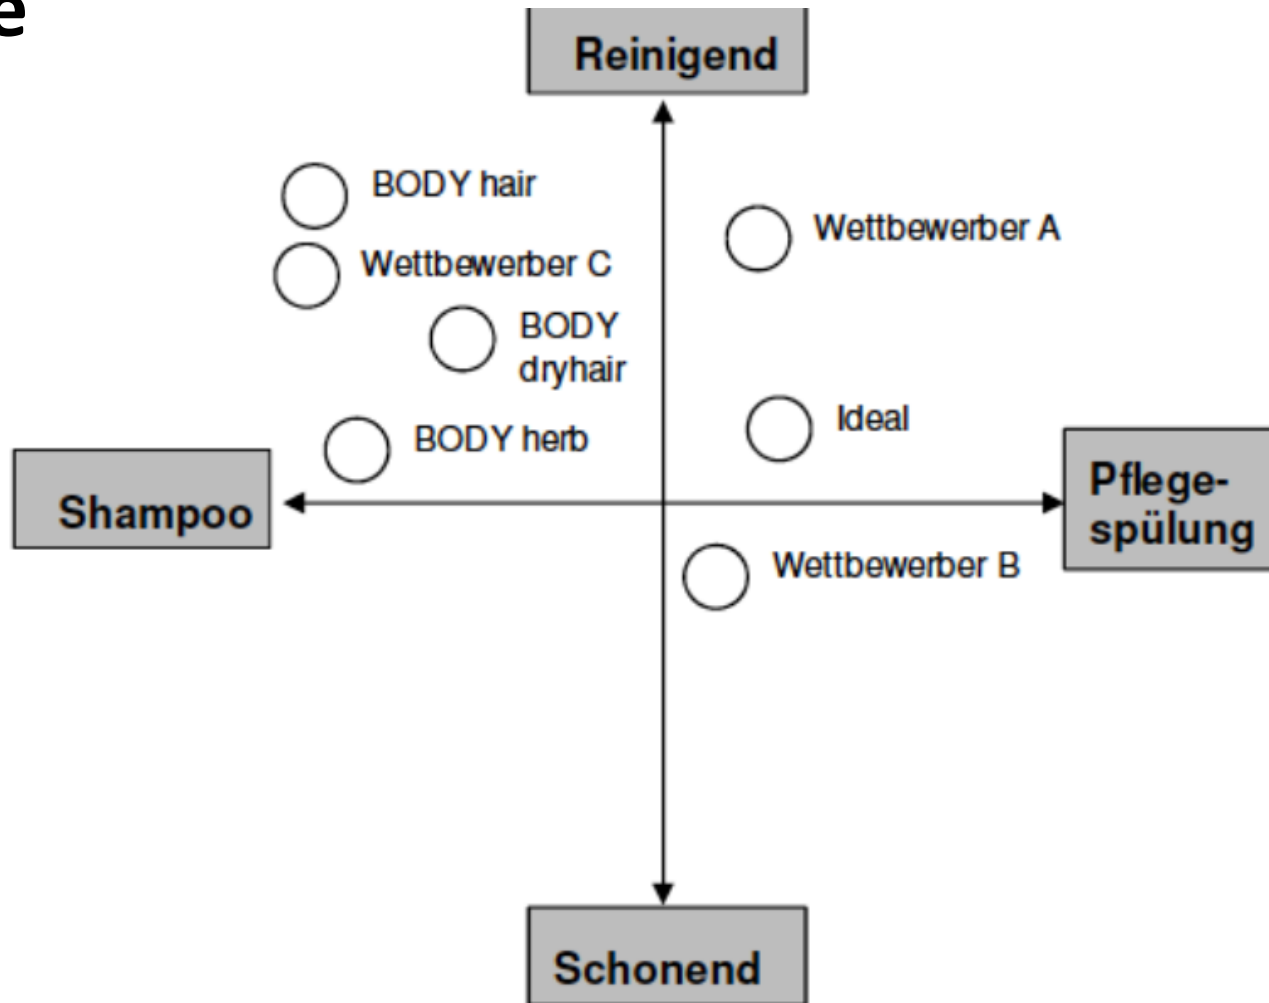 e
Reinigend
BODY hair
Wettbewerber A
Wettbewerber C
BODY
dryhair
Ideal
BODY herb
Shampoo
Pflege-
spülung
Wettbewerber B
Schonend